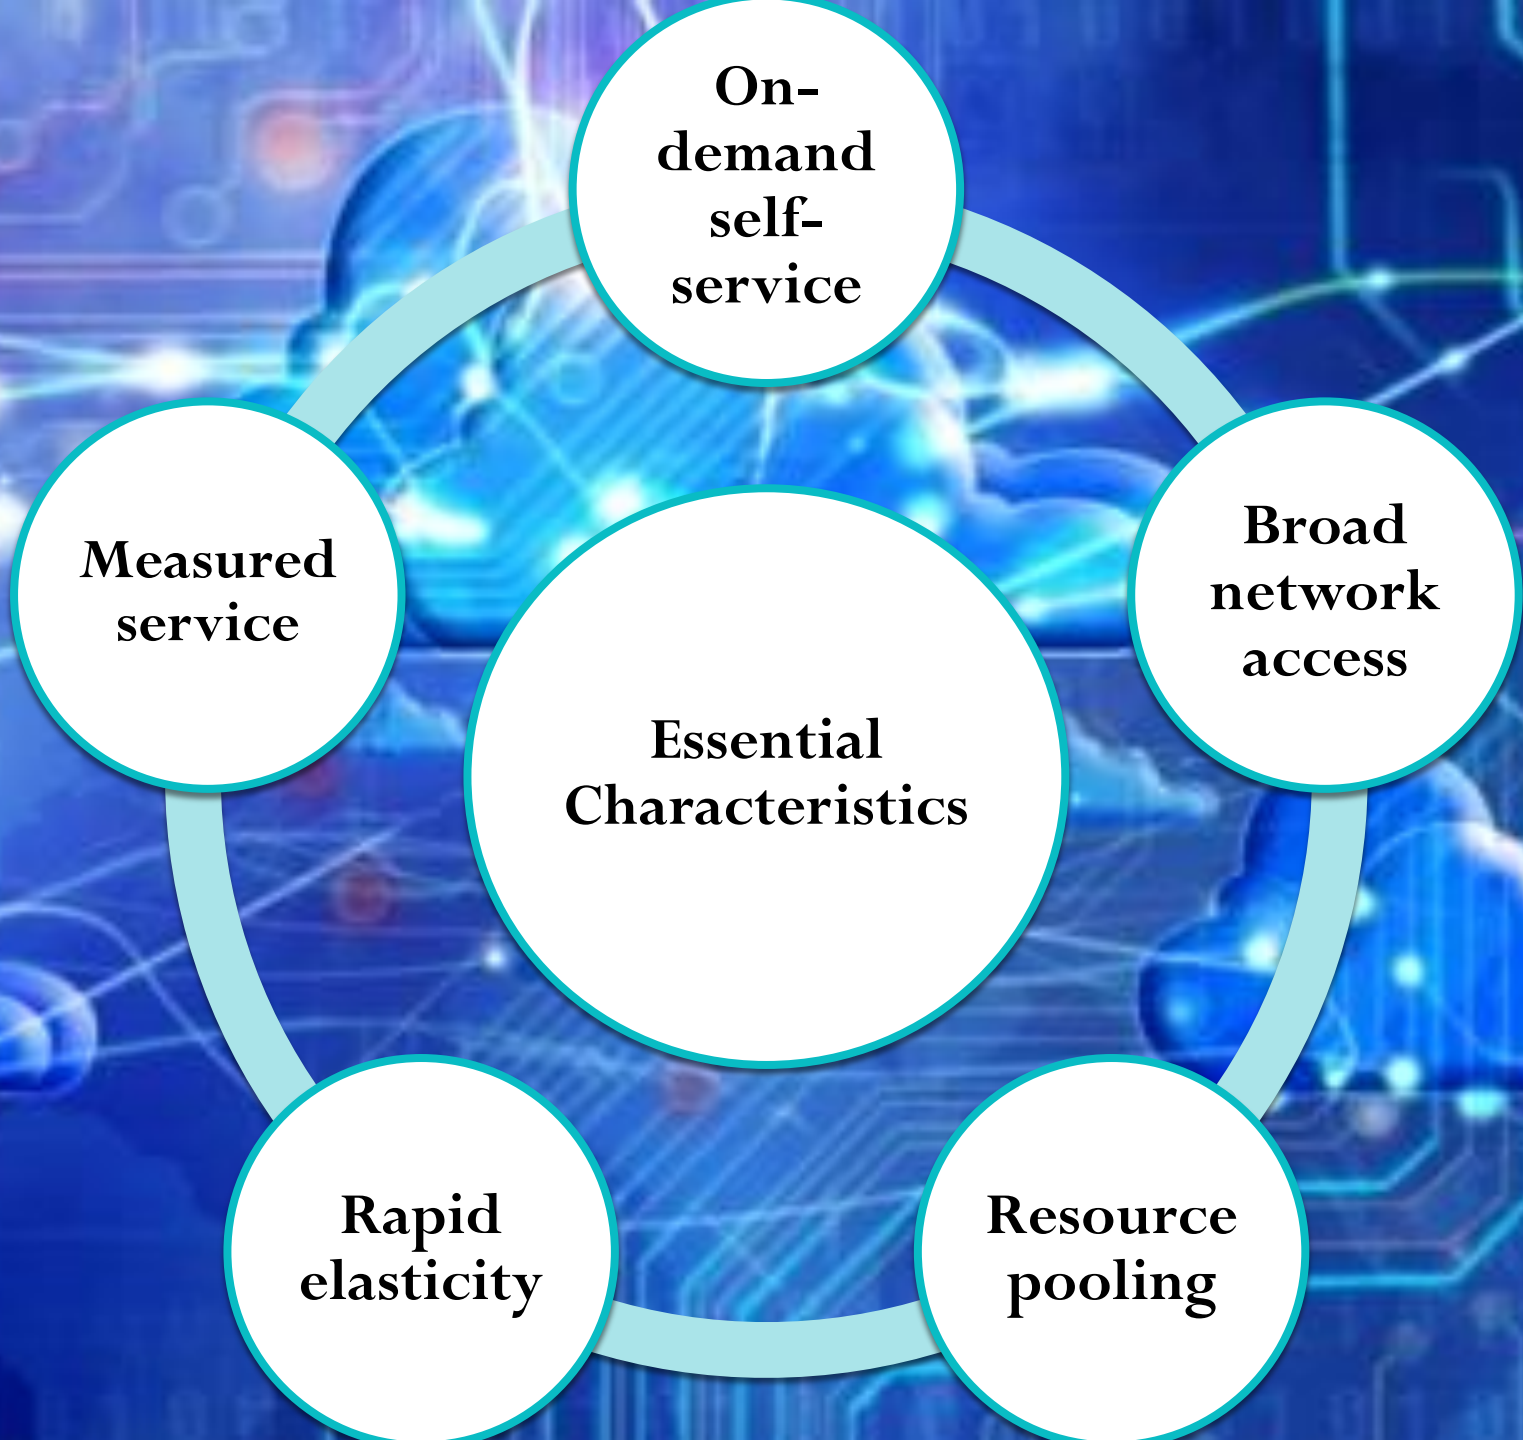 On-
demand
self-
service
Broad
network
access
Measured
service
Essential
Characteristics
Rapid
elasticity
Resource
pooling